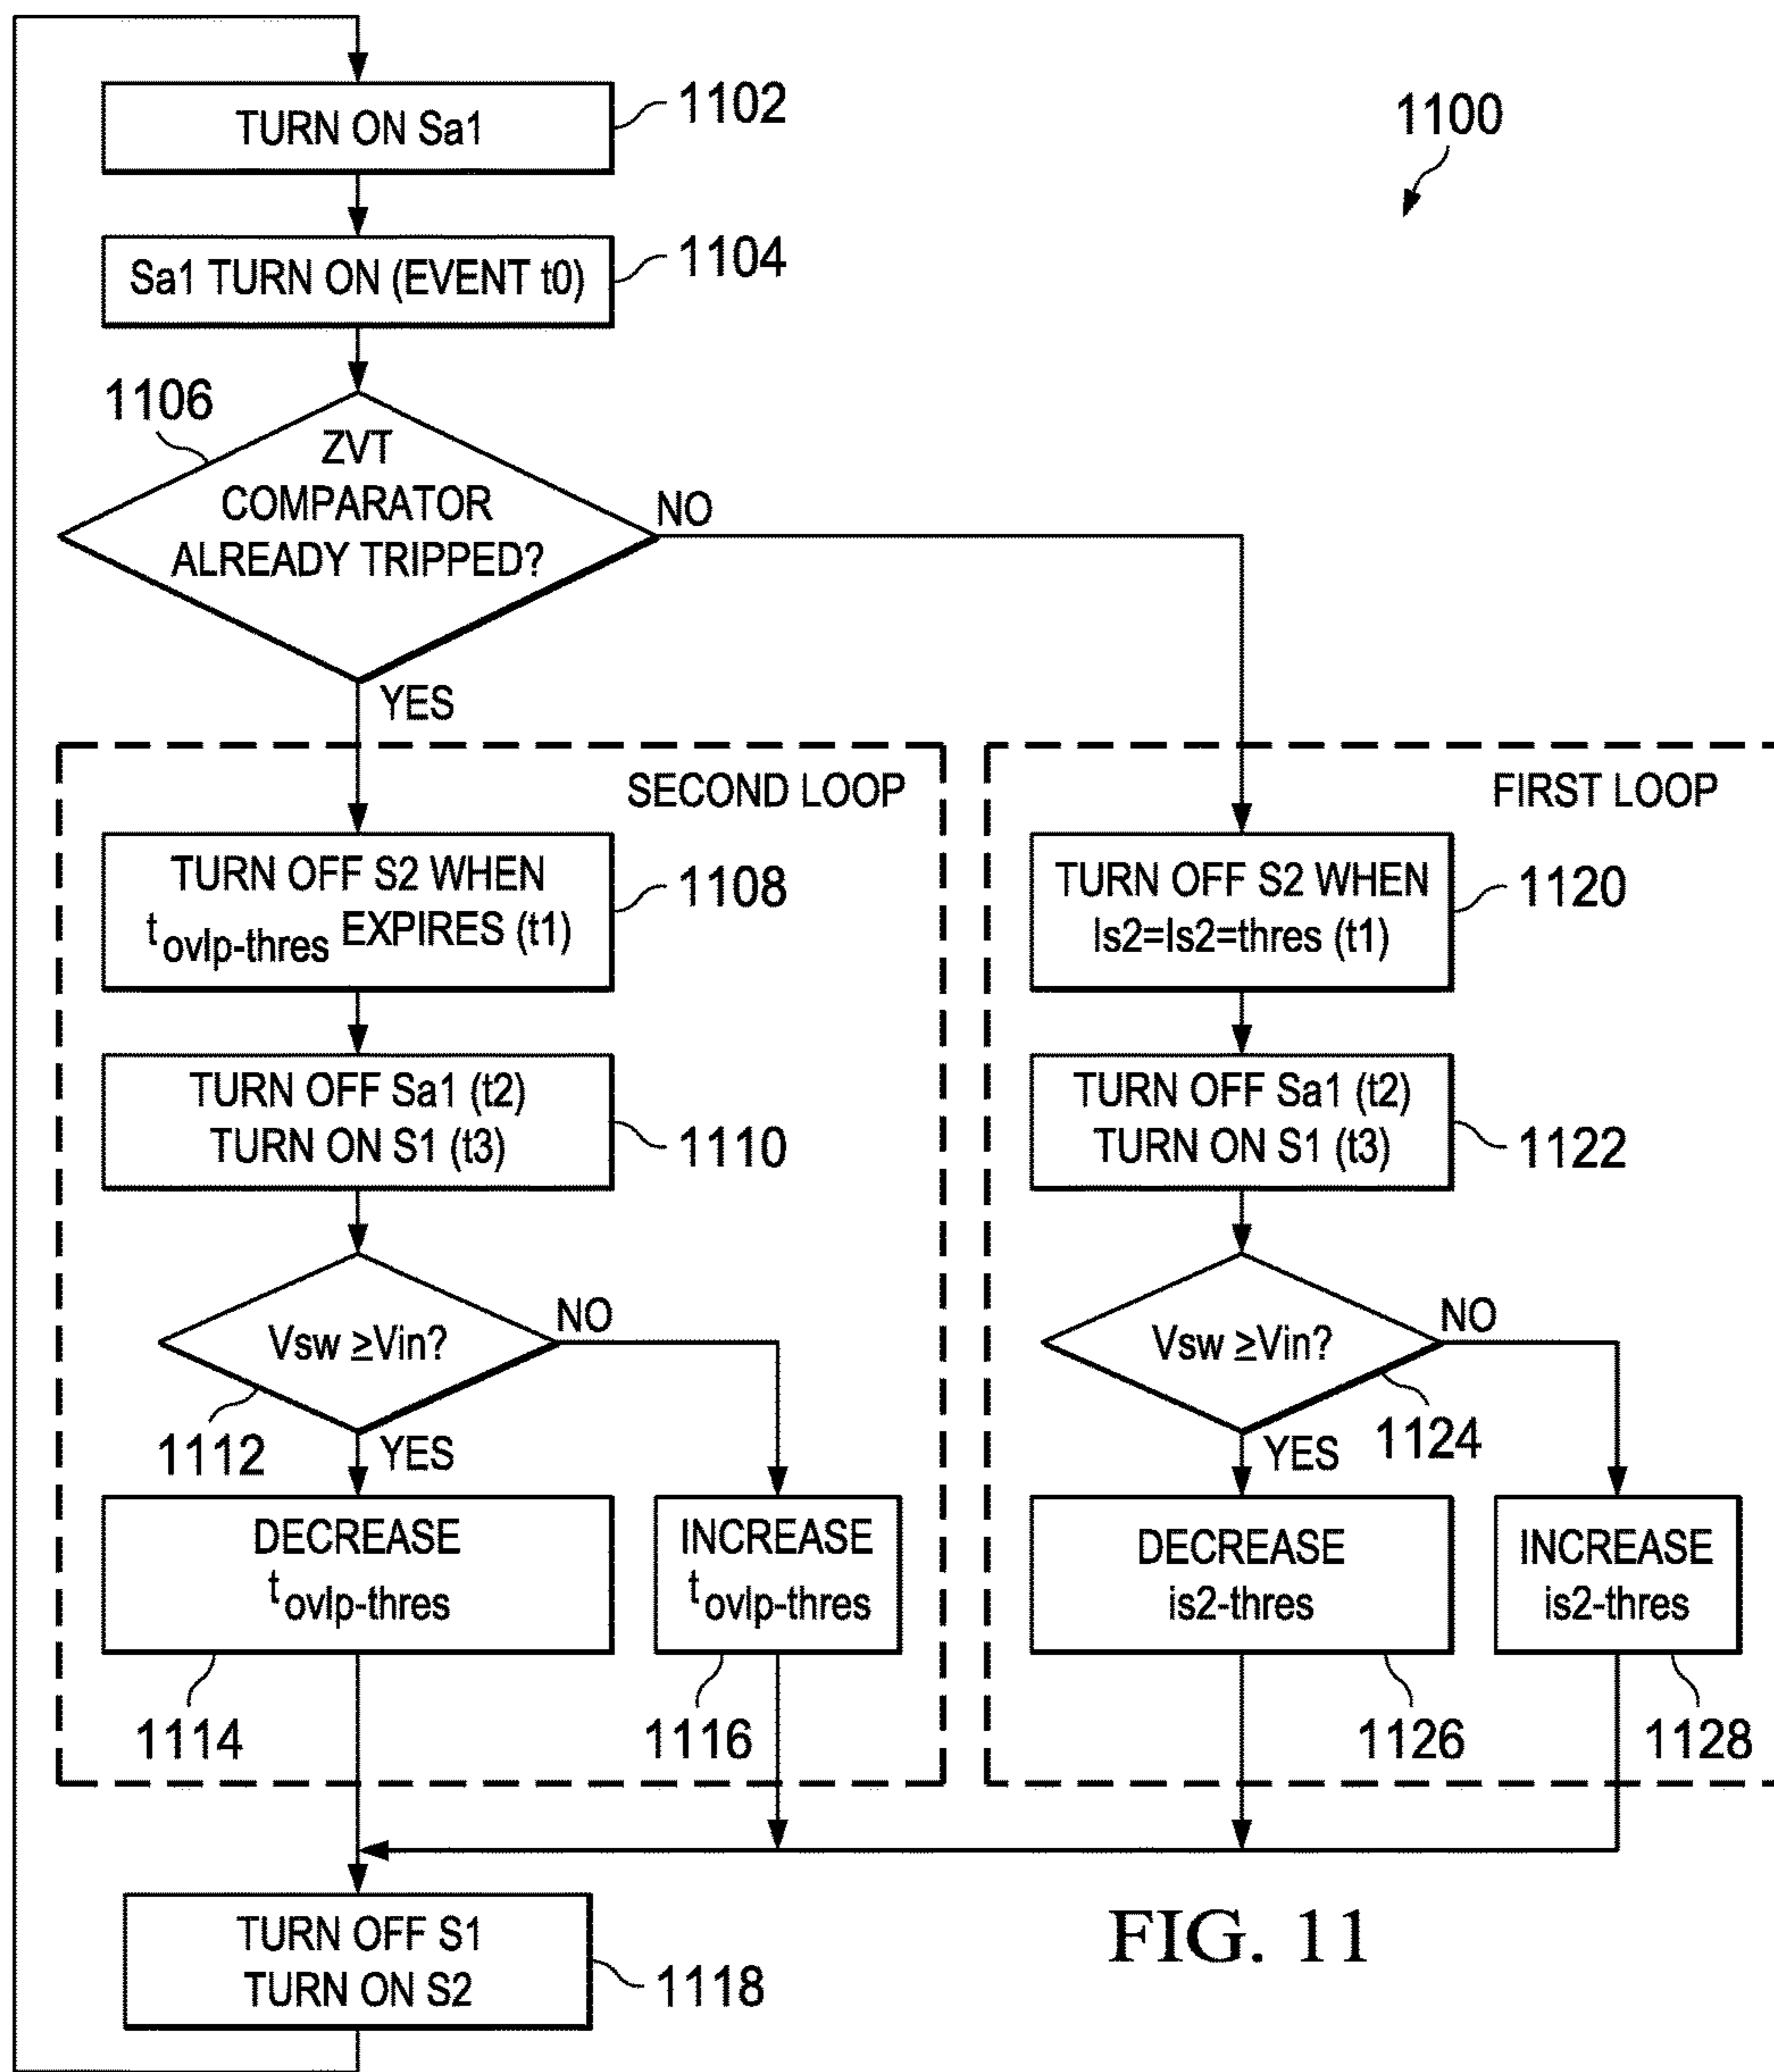 TURN ON Sa1
1102
1100
Sa1 TURN ON (EVENT t0)
1104
1106
ZVT
COMPARATOR
ALREADY TRIPPED?
NO
YES
SECOND LOOP
TURN OFF S2 WHEN
tovlp-thres EXPIRES (t1)
1108
TURN OFF Sa1 (t2)
TURN ON S1 (t3)
1110
Vsw ≥Vin?
NO
1112
YES
DECREASE
tovlp-thres
1114
INCREASE
tovlp-thres
1116
FIRST LOOP
TURN OFF S2 WHEN
Is2=Is2=thres (t1)
1120
TURN OFF Sa1 (t2)
TURN ON S1 (t3)
1122
Vsw ≥Vin?
NO
1124
YES
DECREASE
is2-thres
1126
INCREASE
is2-thres
1128
TURN OFF S1
TURN ON S2
1118
FIG. 11